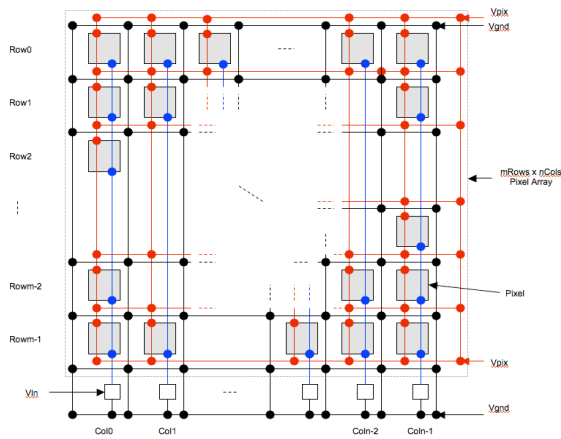 Vpix
Vgnd
Row0
Row1
Row2
mRows x nCols
Pixel Array
Rowm-2
Pixel
Rowm-1
Vpix
Vln
Vgnd
Col0
Col1
Coln-2
Coln-1